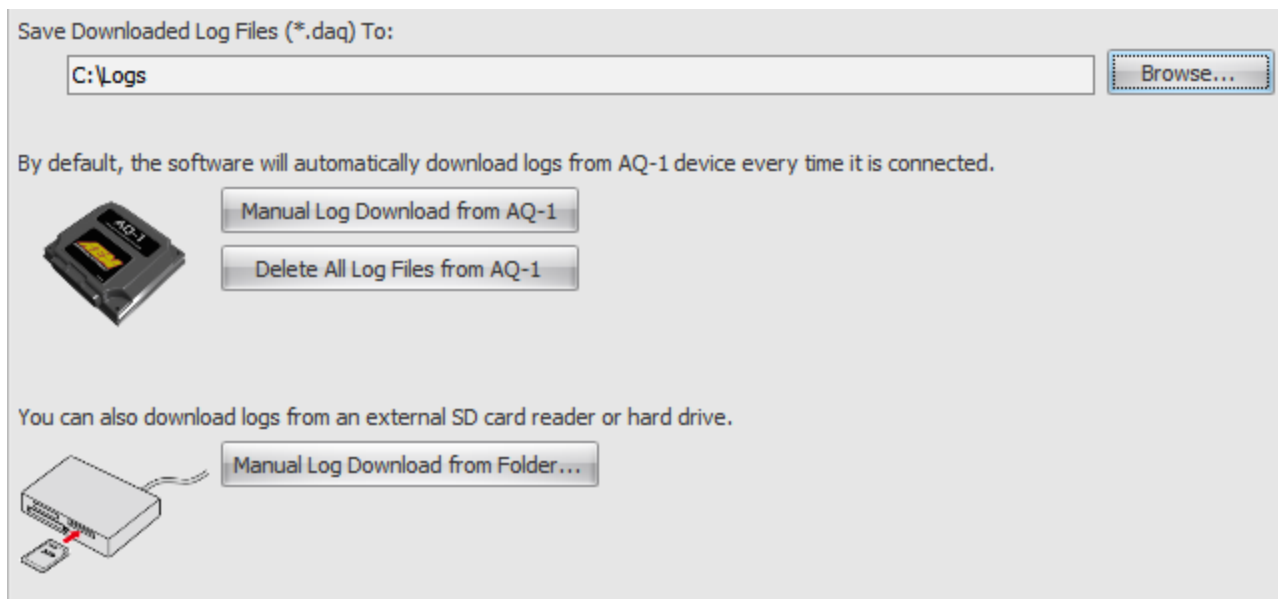 Save Downloaded Log Files (*.daq) To:
C:\Logs
Browse...
By default, the software will automatically download logs from AQ-1 device every time it is connected.
AQ-1
AEM
Manual Log Download from AQ-1
Delete All Log Files from AQ-1
You can also download logs from an external SD card reader or hard drive.
Manual Log Download from Folder...